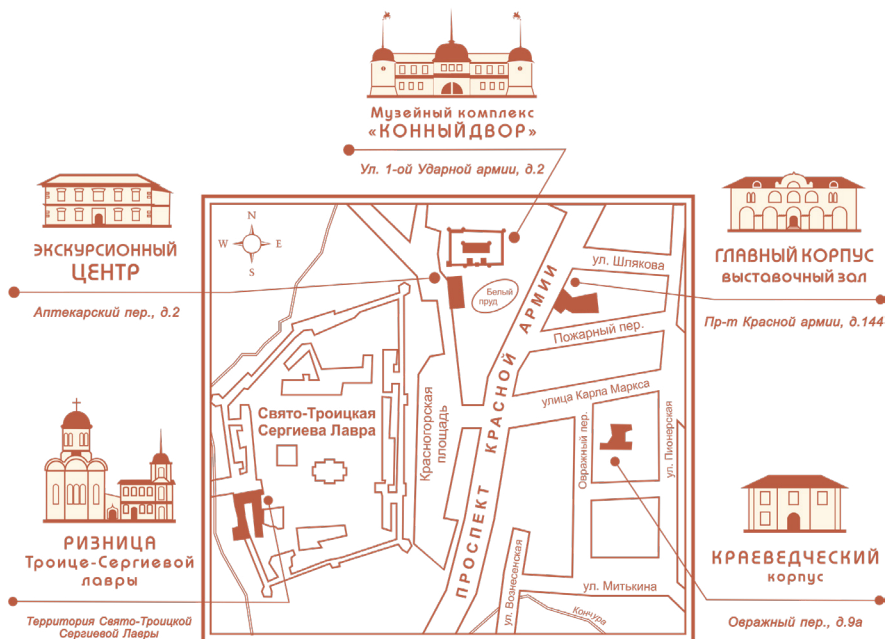 Музейный комплекс
«КОННЫЙ ДВОР»
Ул. 1-ой Ударной армии, д.2
ЭКСКУРСИОННЫЙ
ЦЕНТР
Аптекарский пер., д.2
ГЛАВНЫЙ КОРПУС
выставочный зал
Пр-т Красной армии, д.144
N
W
E
S
ул. Шлякова
Белый
пруд
Пожарный пер.
улица Карла Маркса
Свято-Троицкая
Сергиева Лавра
Красногорская
площадь
ПРОСПЕКТ КРАСНОЙ АРМИИ
Овражный пер.
ул. Пионерская
ул. Вознесенская
ул. Митькина
Кончура
РИЗНИЦА
Троице-Сергиевой
лавры
Территория Свято-Троицкой
Сергиевой Лавры
КРАЕВЕДЧЕСКИЙ
корпус
Овражный пер., д.9а